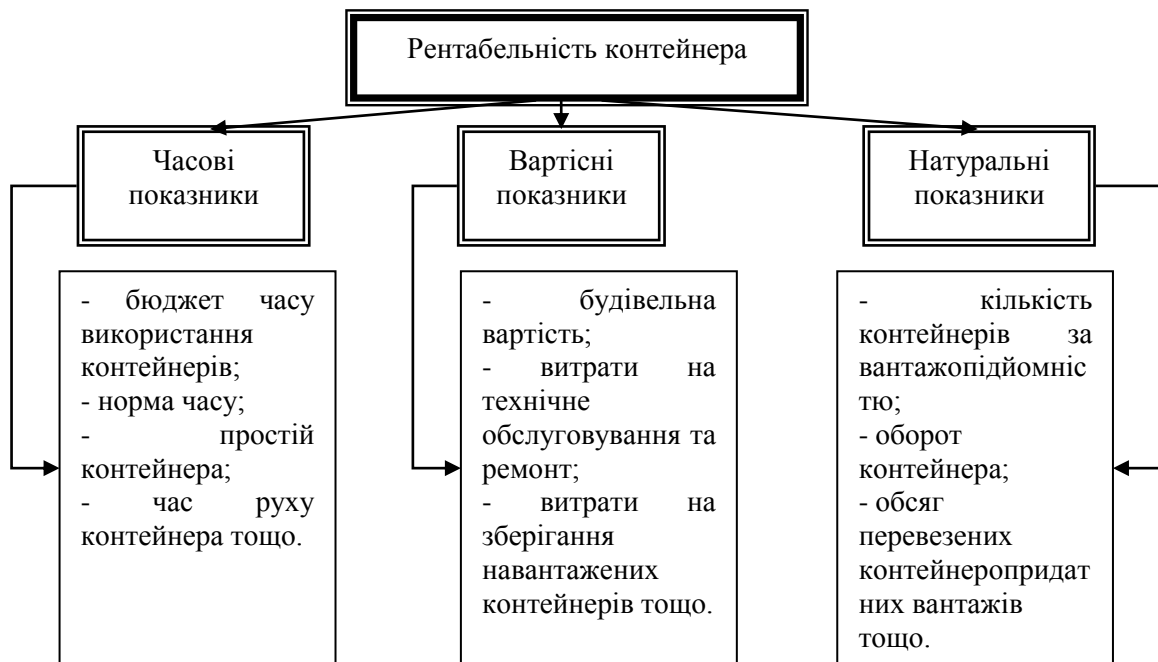 Рентабельність контейнера
Часові
показники
Вартісні
показники
Натуральні
показники
- бюджет часу
використання
контейнерів;
- норма часу;
- простій
контейнера;
- час руху
контейнера тощо.
- будівельна
вартість;
- витрати на
технічне
обслуговування та
ремонт;
- витрати на
зберігання
навантажених
контейнерів тощо.
- кількість
контейнерів за
вантажопідйомніс
тю;
- оборот
контейнера;
- обсяг
перевезених
контейнеропридат
них вантажів
тощо.